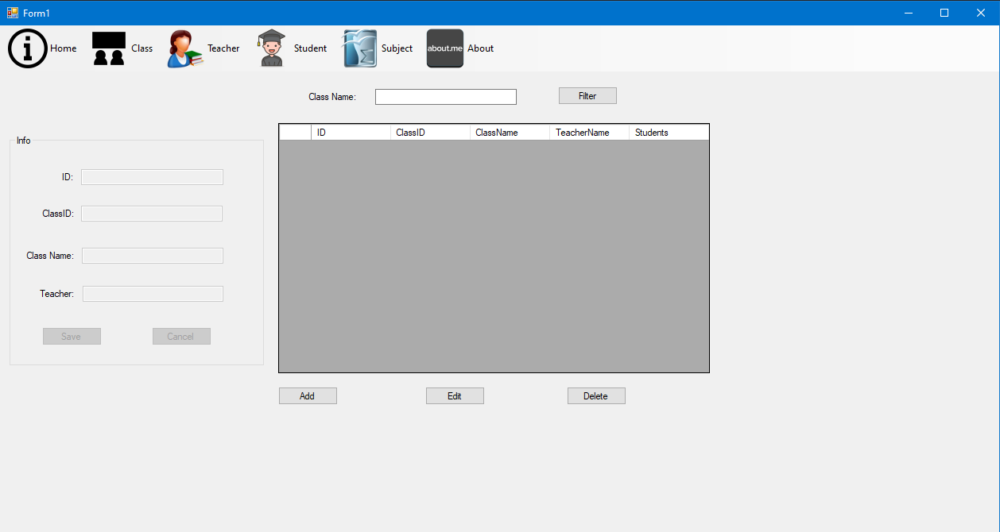 Form1
Home Class Teacher Student Subject about.me About
Class Name: Filter
ID ClassID ClassName TeacherName Students
Info
ID:
ClassID:
Class Name:
Teacher:
Save Cancel
Add Edit Delete